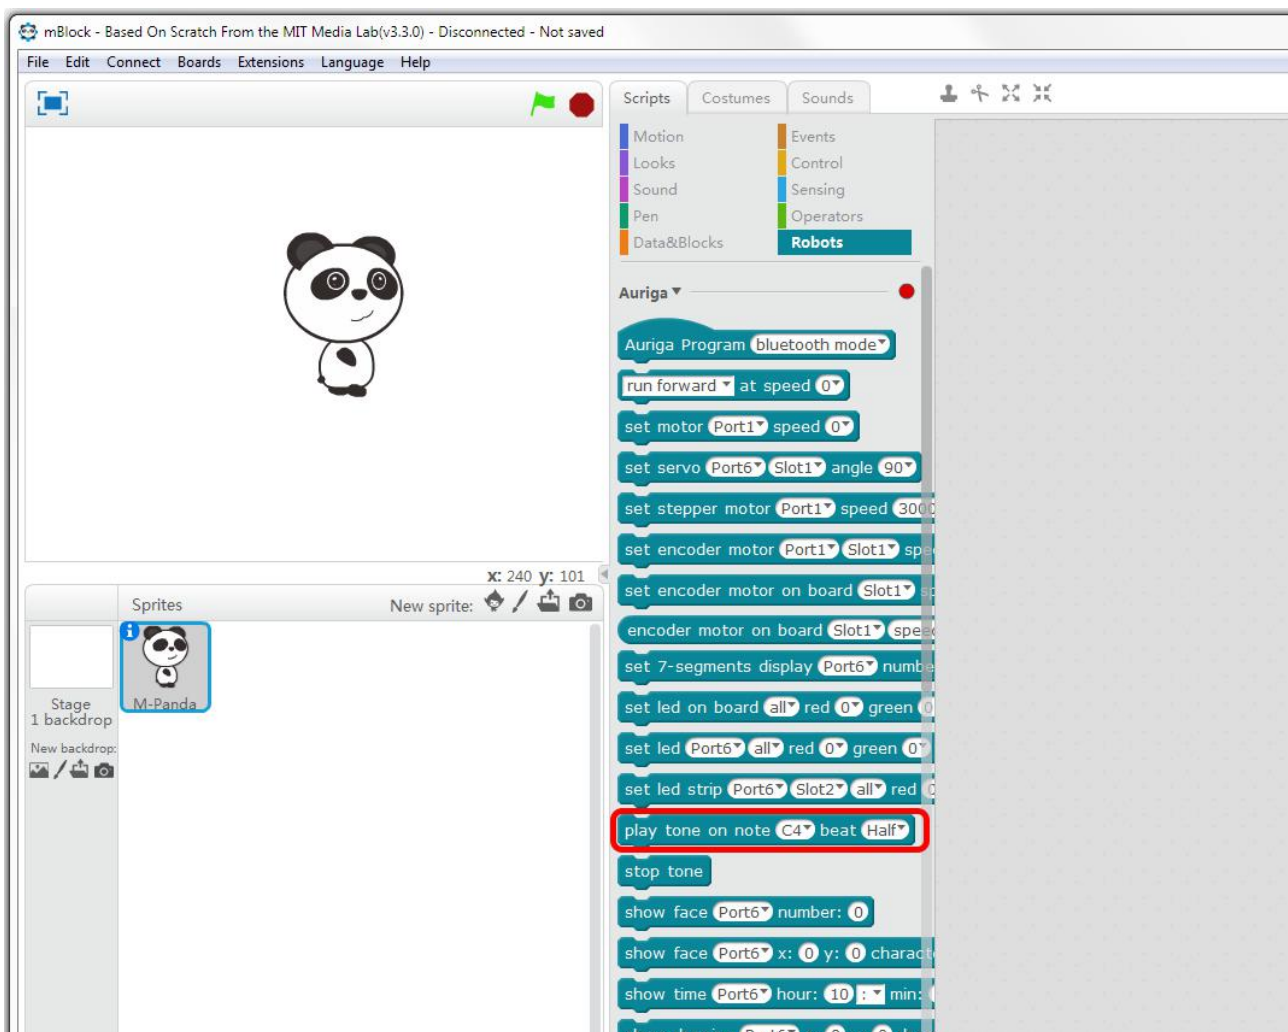 mBlock - Based On Scratch From the MIT Media Lab(v3.3.0) - Disconnected - Not saved
File Edit Connect Boards Extensions Language Help
Scripts Costumes Sounds
Motion Events
Looks Control
Sound Sensing
Pen Operators
Data&Blocks Robots
Auriga
Auriga Program bluetooth mode
run forward at speed 0
set motor Port1 speed 0
set servo Port6 Slot1 angle 90
set stepper motor Port1 speed 3000
set encoder motor Port1 Slot1 spe
set encoder motor on board Slot1
encoder motor on board Slot1 speed
set 7-segments display Port6 numbe
set led on board all red 0 green 0
set led Port6 all red 0 green 0
set led strip Port6 Slot2 all red 0
play tone on note C4 beat Half
stop tone
show face Port6 number: 0
show face Port6 x: 0 y: 0 charact
show time Port6 hour: 10 : min:
x: 240 y: 101
Sprites New sprite:
M-Panda
Stage
1 backdrop
New backdrop: